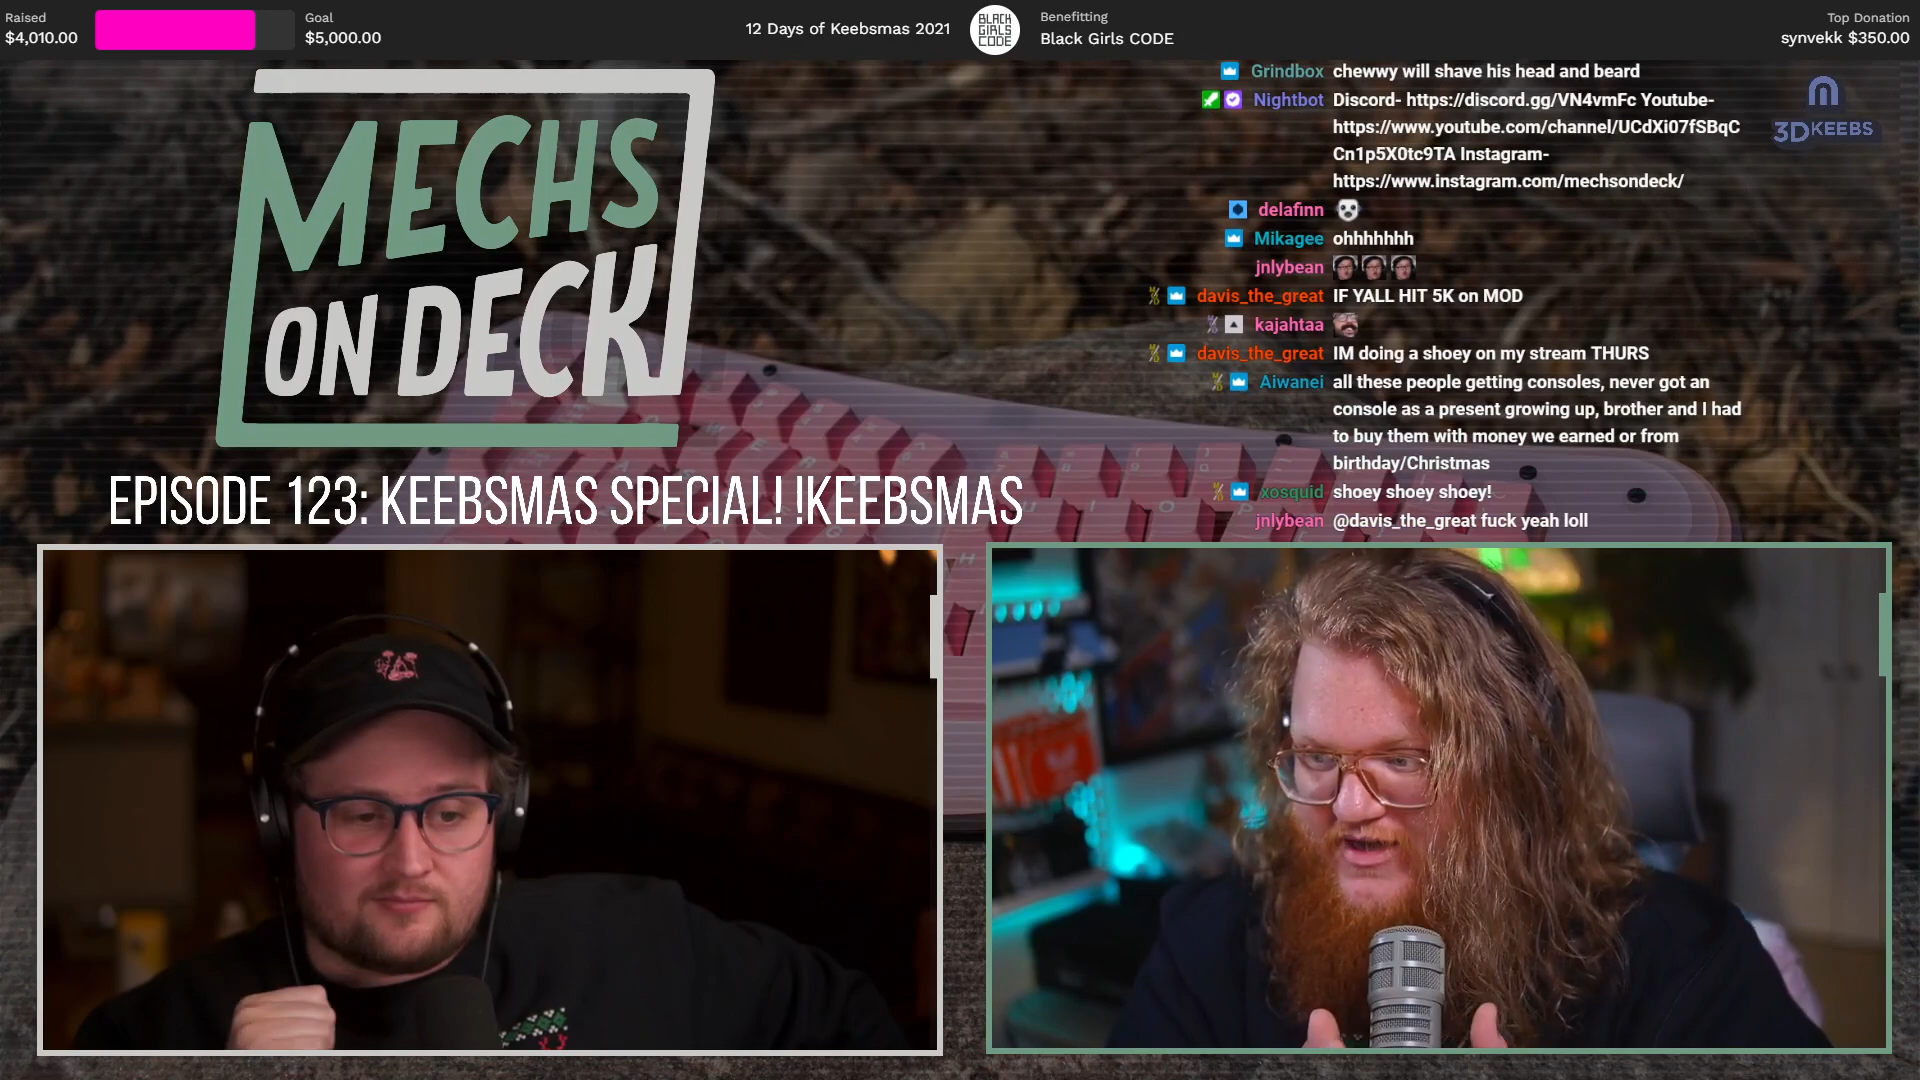 Raised
$4,010.00
Goal
$5,000.00
12 Days of Keebsmas 2021
BLACK
GIRLS
CODE
Benefitting
Black Girls CODE
Top Donation
synvekk $350.00
MECHS
ON DECK
EPISODE 123: KEEBSMAS SPECIAL! !KEEBSMAS
3DKEEBS
Grindbox chewwy will shave his head and beard
Nightbot Discord- https://discord.gg/VN4vmFc Youtube-
https://www.youtube.com/channel/UCdXi07fSBqC
Cn1p5X0tc9TA Instagram-
https://www.instagram.com/mechsondeck/
delafinn
Mikagee ohhhhhhh
jnlybean
davis_the_great IF YALL HIT 5K on MOD
kajahtaa
davis_the_great IM doing a shoey on my stream THURS
Aiwanei all these people getting consoles, never got an
console as a present growing up, brother and I had
to buy them with money we earned or from
birthday/Christmas
xosquid shoey shoey shoey!
jnlybean @davis_the_great fuck yeah loll